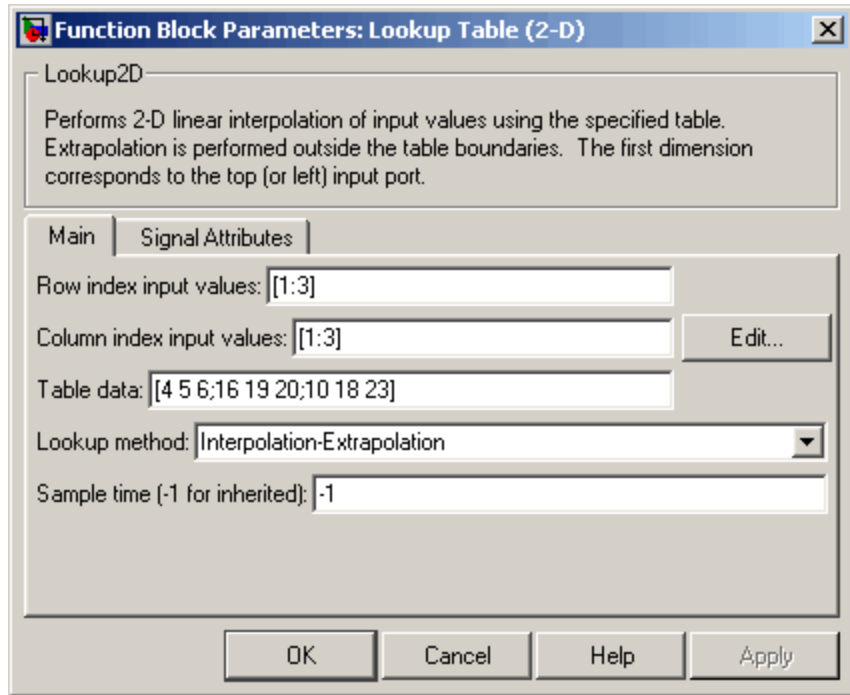 Function Block Parameters: Lookup Table (2-D)
Lookup2D
Performs 2-D linear interpolation of input values using the specified table.
Extrapolation is performed outside the table boundaries.  The first dimension
corresponds to the top (or left) input port.
Main Signal Attributes
Row index input values: [1:3]
Column index input values: [1:3] Edit...
Table data: [4 5 6;16 19 20;10 18 23]
Lookup method: Interpolation-Extrapolation
Sample time (-1 for inherited): -1
OK Cancel Help Apply